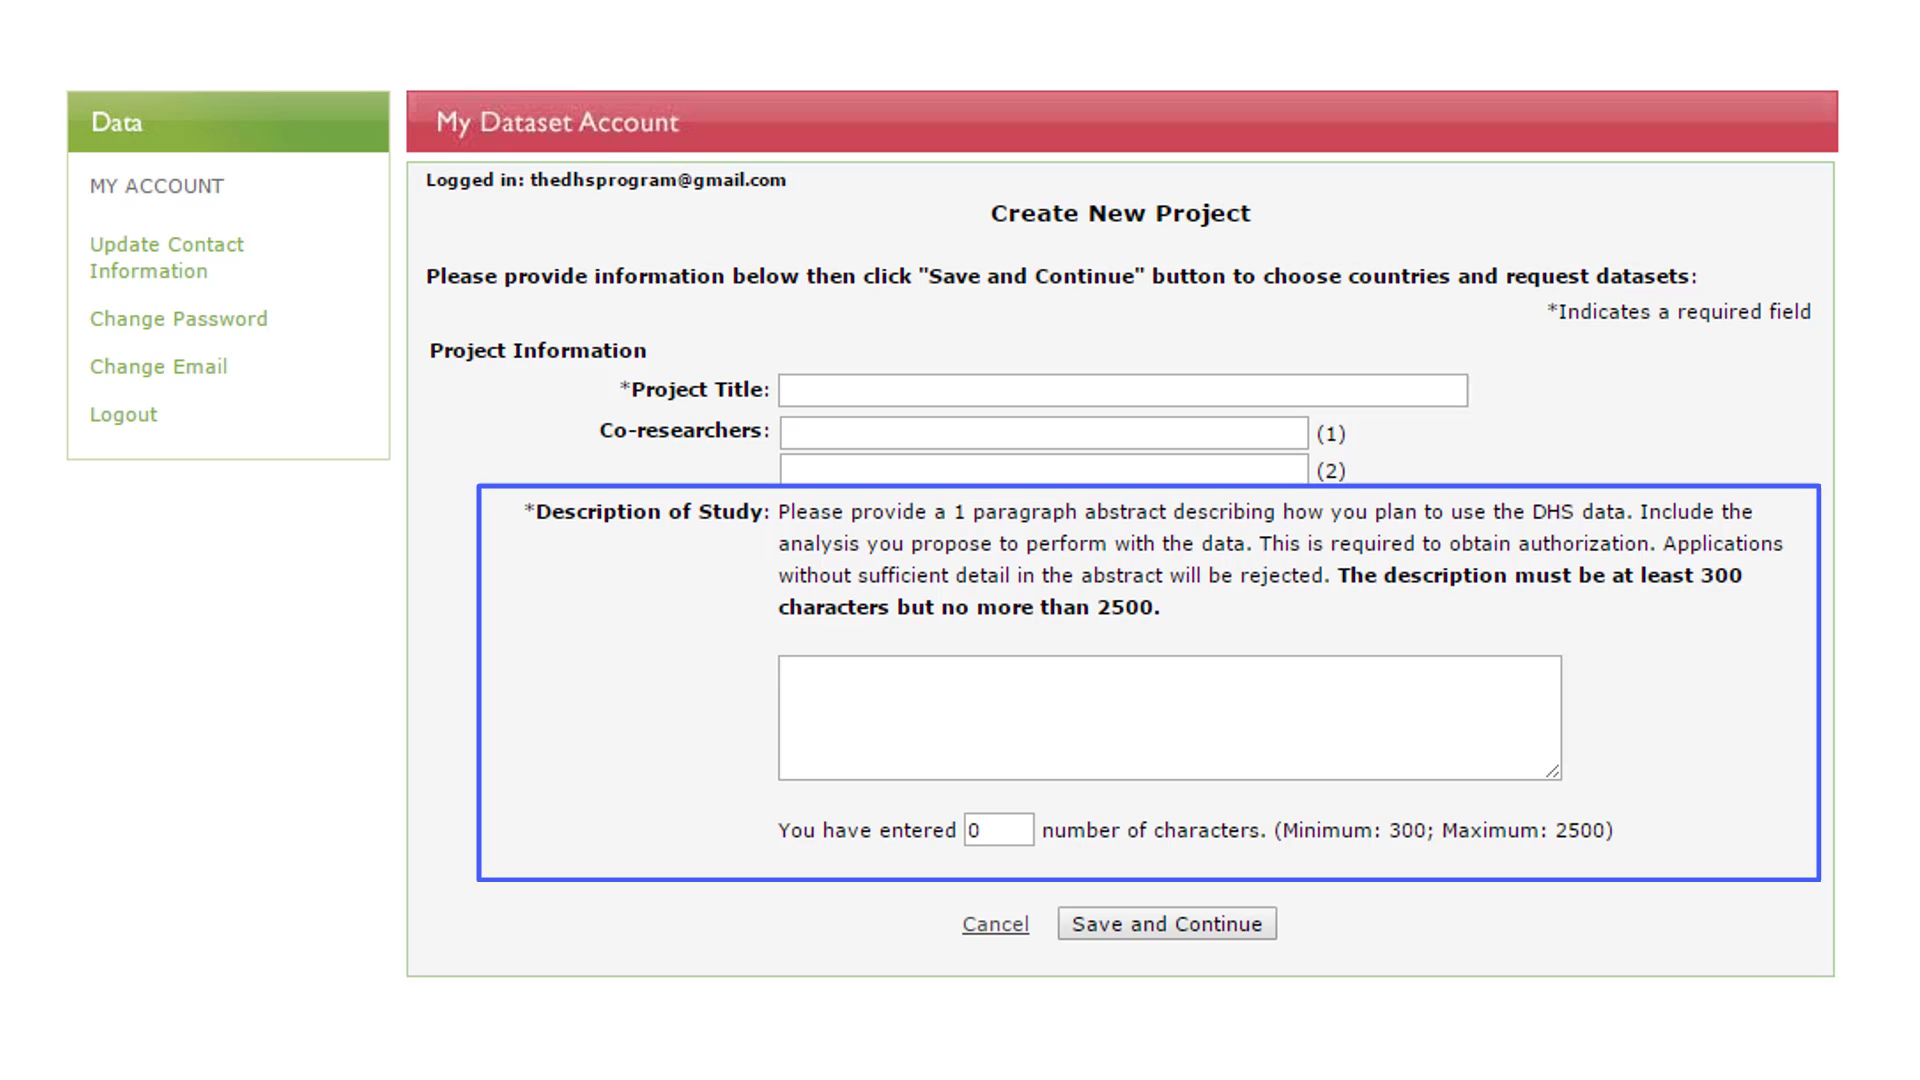 Data
MY ACCOUNT
Update Contact
Information
Change Password
Change Email
Logout
My Dataset Account
Logged in: thedhsprogram@gmail.com
Create New Project
Please provide information below then click "Save and Continue" button to choose countries and request datasets:
*Indicates a required field
Project Information
*Project Title:
Co-researchers: (1)
(2)
*Description of Study: Please provide a 1 paragraph abstract describing how you plan to use the DHS data. Include the
analysis you propose to perform with the data. This is required to obtain authorization. Applications
without sufficient detail in the abstract will be rejected. The description must be at least 300
characters but no more than 2500.
You have entered 0 number of characters. (Minimum: 300; Maximum: 2500)
Cancel Save and Continue